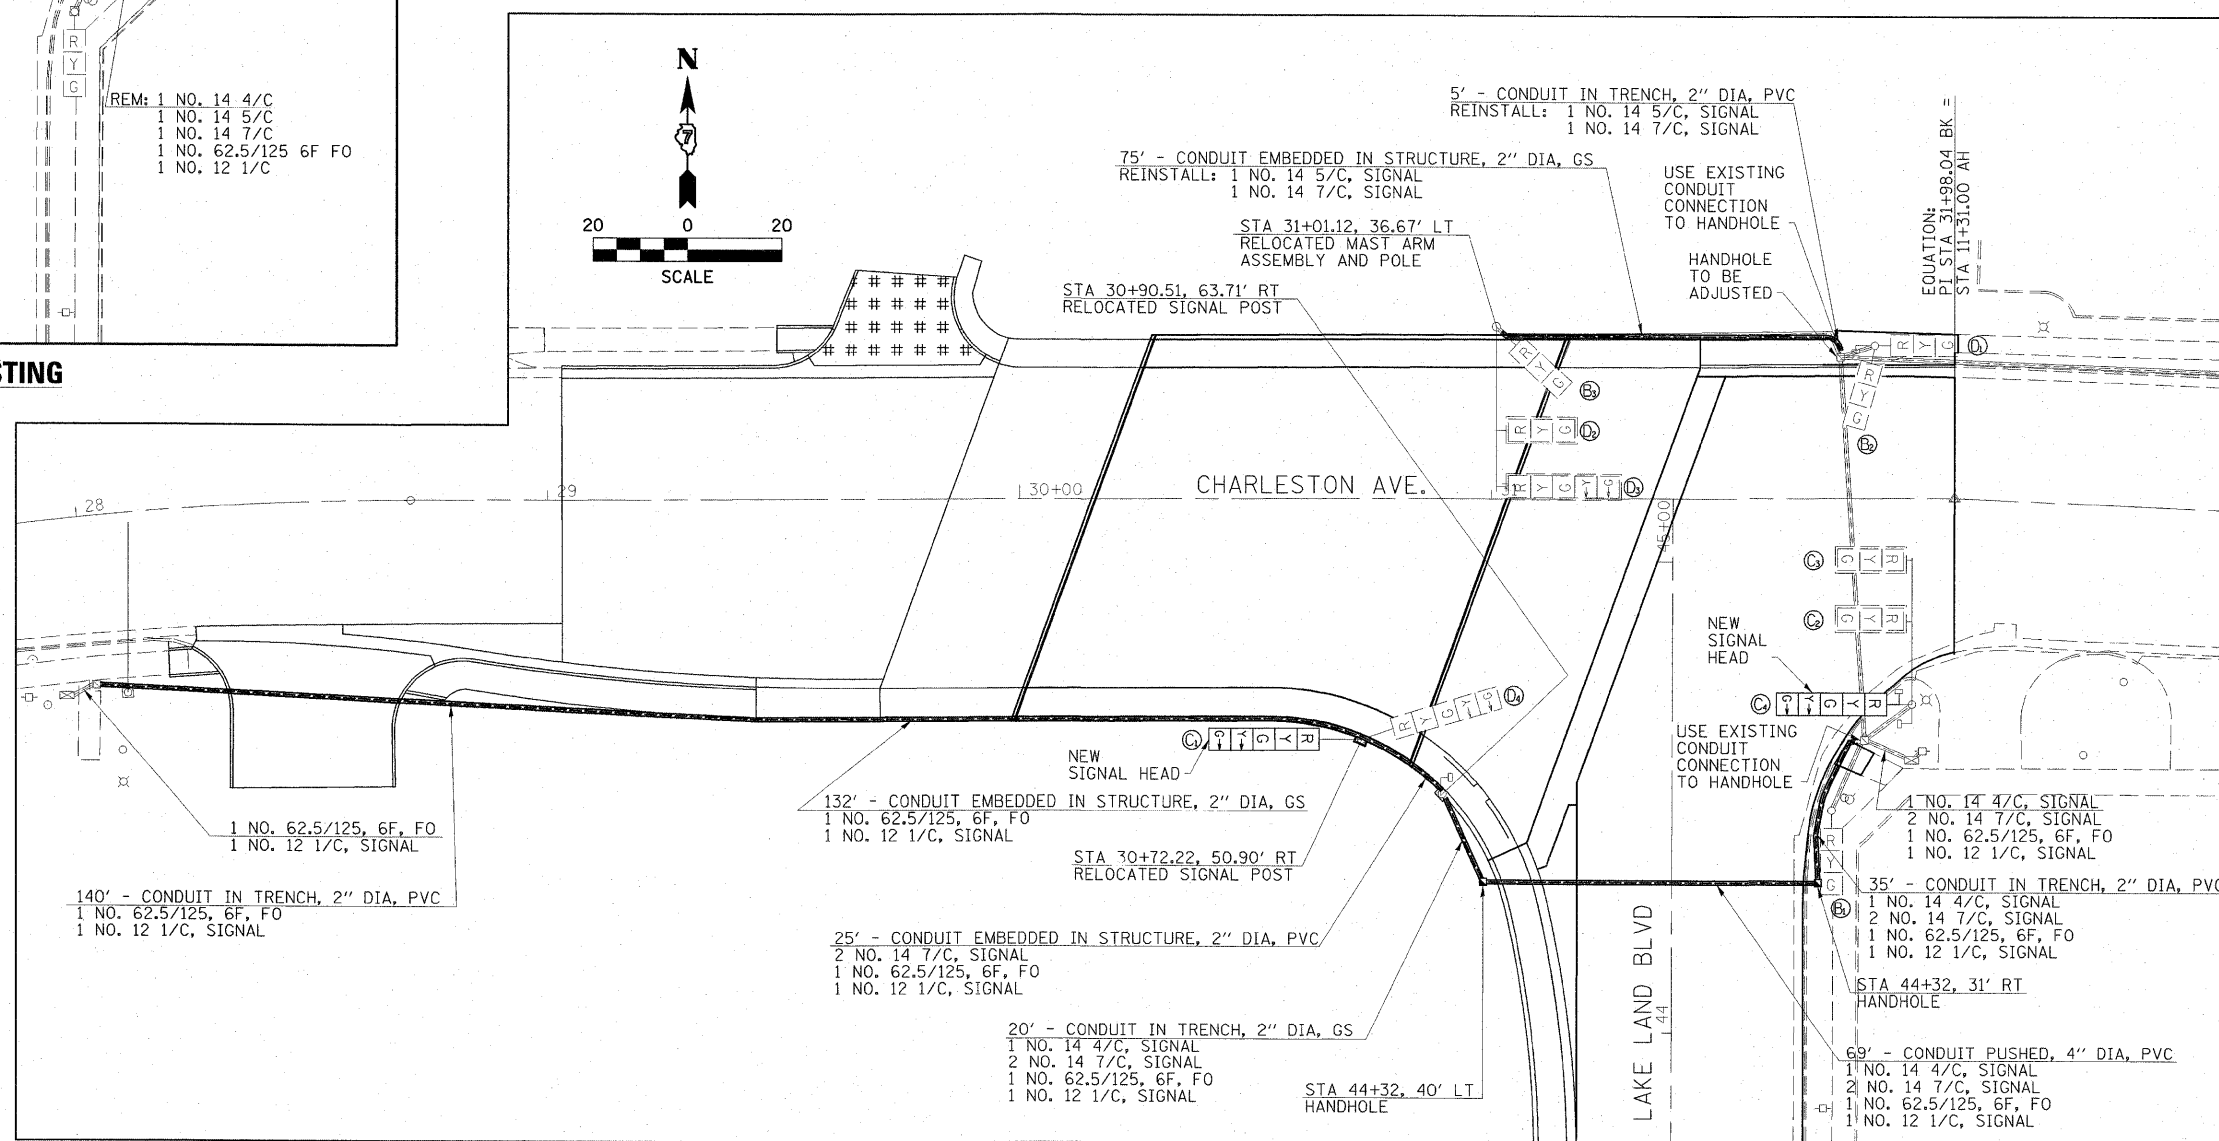 R
Y
G
REM: 1 NO. 14 4/C
1 NO. 14 5/C
1 NO. 14 7/C
1 NO. 62.5/125 6F FO
1 NO. 12 1/C
STING
N
7
20 0 20
SCALE
5' - CONDUIT IN TRENCH, 2" DIA, PVC
REINSTALL: 1 NO. 14 5/C, SIGNAL
1 NO. 14 7/C, SIGNAL
75' - CONDUIT EMBEDDED IN STRUCTURE, 2" DIA, GS
REINSTALL: 1 NO. 14 5/C, SIGNAL
1 NO. 14 7/C, SIGNAL
STA 31+01.12, 36.67' LT
RELOCATED MAST ARM
ASSEMBLY AND POLE
STA 30+90.51, 63.71' RT
RELOCATED SIGNAL POST
USE EXISTING
CONDUIT
CONNECTION
TO HANDHOLE
HANDHOLE
TO BE
ADJUSTED
EQUATION:
PI STA 31+98.04 BK =
STA 11+31.00 AH
R Y G D1
R Y G B3
R Y G B2
R Y G D2
R Y G Y G D3
CHARLESTON AVE.
28
29
30+00
31
45+00
G Y R C3
G Y R C2
NEW
SIGNAL
HEAD
C4 G Y G Y R
R Y G Y G D4
C1 G Y G Y R
NEW
SIGNAL HEAD
USE EXISTING
CONDUIT
CONNECTION
TO HANDHOLE
1 NO. 62.5/125, 6F, FO
1 NO. 12 1/C, SIGNAL
140' - CONDUIT IN TRENCH, 2" DIA, PVC
1 NO. 62.5/125, 6F, FO
1 NO. 12 1/C, SIGNAL
132' - CONDUIT EMBEDDED IN STRUCTURE, 2" DIA, GS
1 NO. 62.5/125, 6F, FO
1 NO. 12 1/C, SIGNAL
STA 30+72.22, 50.90' RT
RELOCATED SIGNAL POST
25' - CONDUIT EMBEDDED IN STRUCTURE, 2" DIA, PVC
2 NO. 14 7/C, SIGNAL
1 NO. 62.5/125, 6F, FO
1 NO. 12 1/C, SIGNAL
20' - CONDUIT IN TRENCH, 2" DIA, GS
1 NO. 14 4/C, SIGNAL
2 NO. 14 7/C, SIGNAL
1 NO. 62.5/125, 6F, FO
1 NO. 12 1/C, SIGNAL
STA 44+32, 40' LT
HANDHOLE
LAKE LAND BLVD
44
1 NO. 14 4/C, SIGNAL
2 NO. 14 7/C, SIGNAL
1 NO. 62.5/125, 6F, FO
1 NO. 12 1/C, SIGNAL
R
Y
G
B1
35' - CONDUIT IN TRENCH, 2" DIA, PVC
1 NO. 14 4/C, SIGNAL
2 NO. 14 7/C, SIGNAL
1 NO. 62.5/125, 6F, FO
1 NO. 12 1/C, SIGNAL
STA 44+32, 31' RT
HANDHOLE
69' - CONDUIT PUSHED, 4" DIA, PVC
1 NO. 14 4/C, SIGNAL
2 NO. 14 7/C, SIGNAL
1 NO. 62.5/125, 6F, FO
1 NO. 12 1/C, SIGNAL